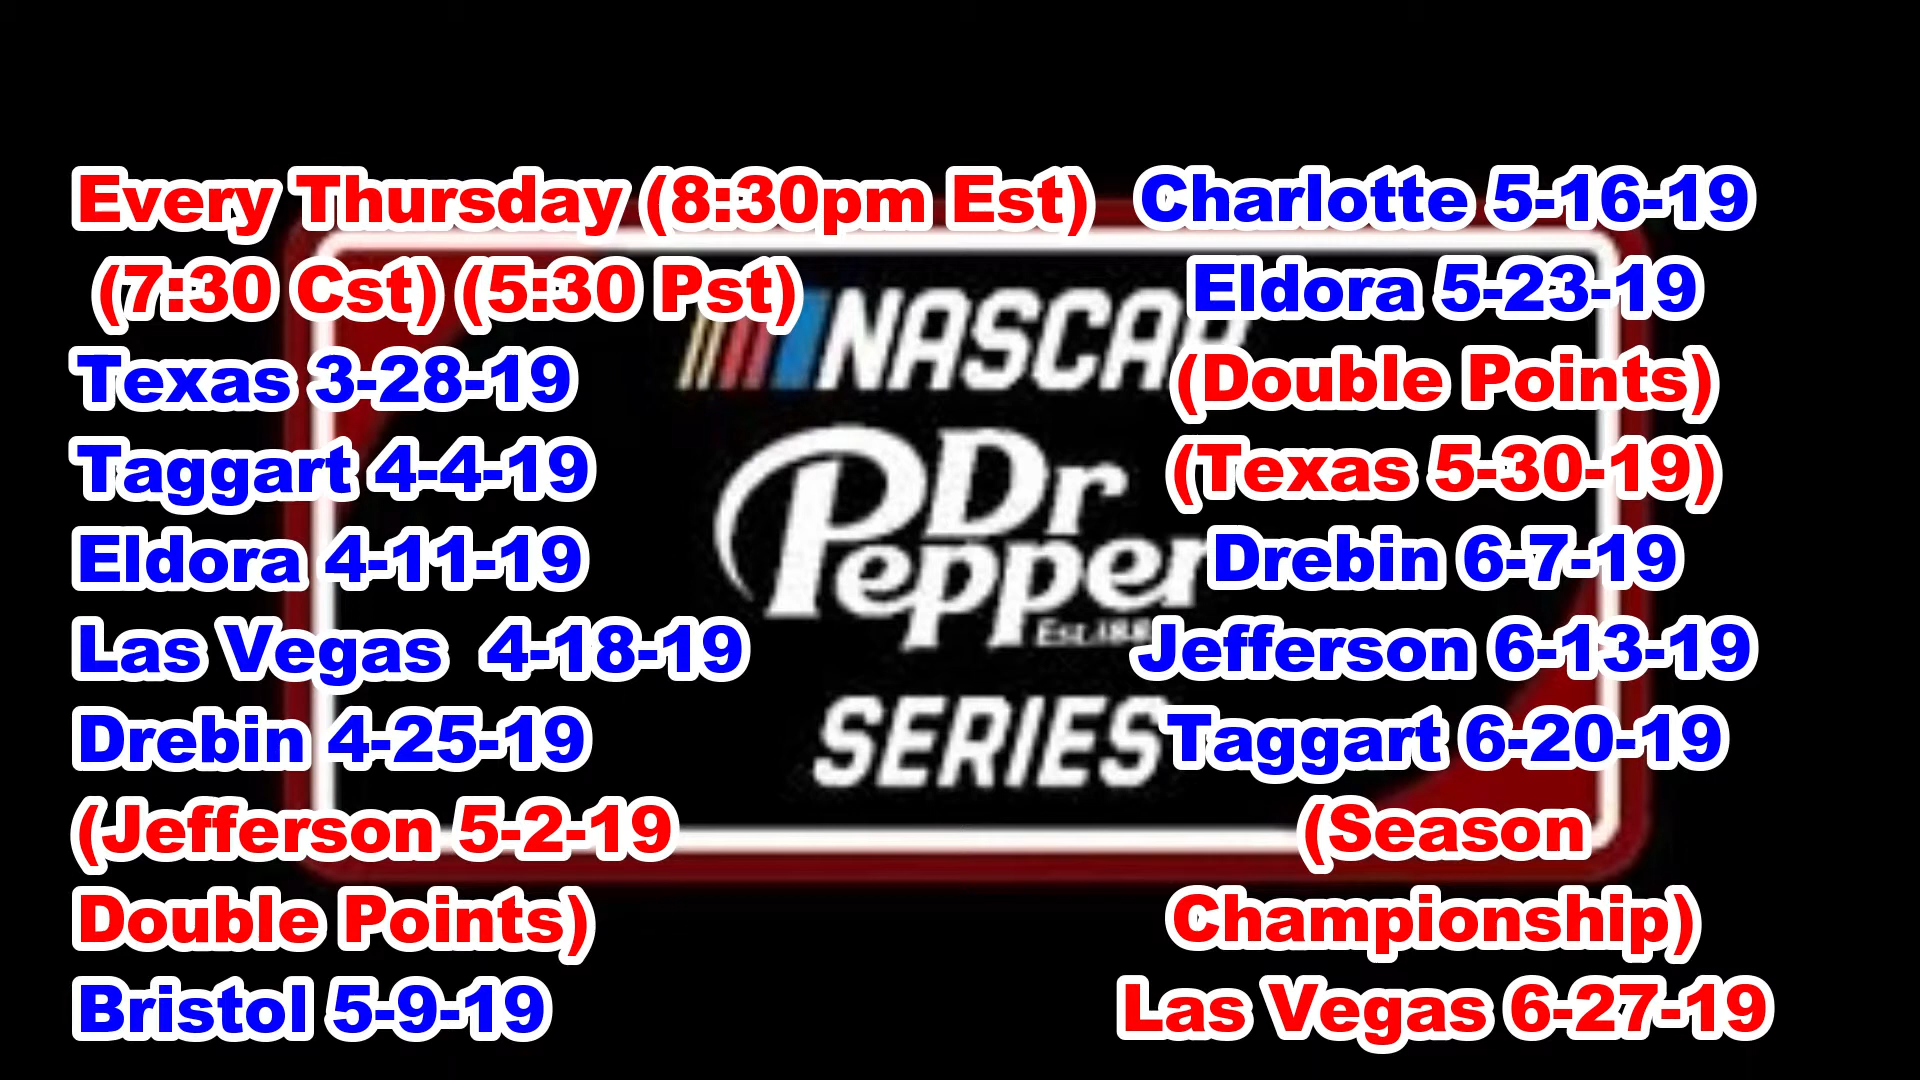 Every Thursday (8:30pm Est)
(7:30 Cst) (5:30 Pst)
Texas 3-28-19
Taggart 4-4-19
Eldora 4-11-19
Las Vegas 4-18-19
Drebin 4-25-19
(Jefferson 5-2-19
Double Points)
Bristol 5-9-19
Charlotte 5-16-19
Eldora 5-23-19
(Double Points)
(Texas 5-30-19)
Drebin 6-7-19
Jefferson 6-13-19
Taggart 6-20-19
(Season
Championship)
Las Vegas 6-27-19
NASCAR
Dr
Pepper
Est.
SERIES